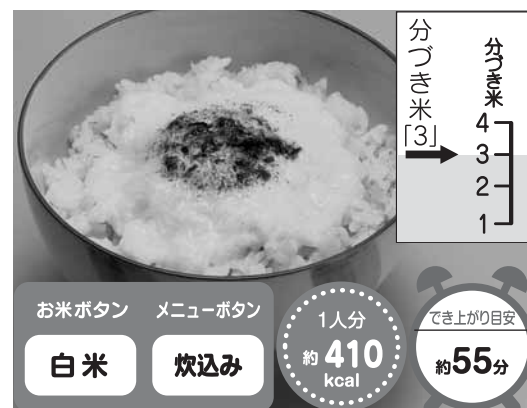 分づき米「3」
分づき米
4
3
2
1
お米ボタン
白米
メニューボタン
炊込み
1人分
約410
kcal
でき上がり目安
約55分